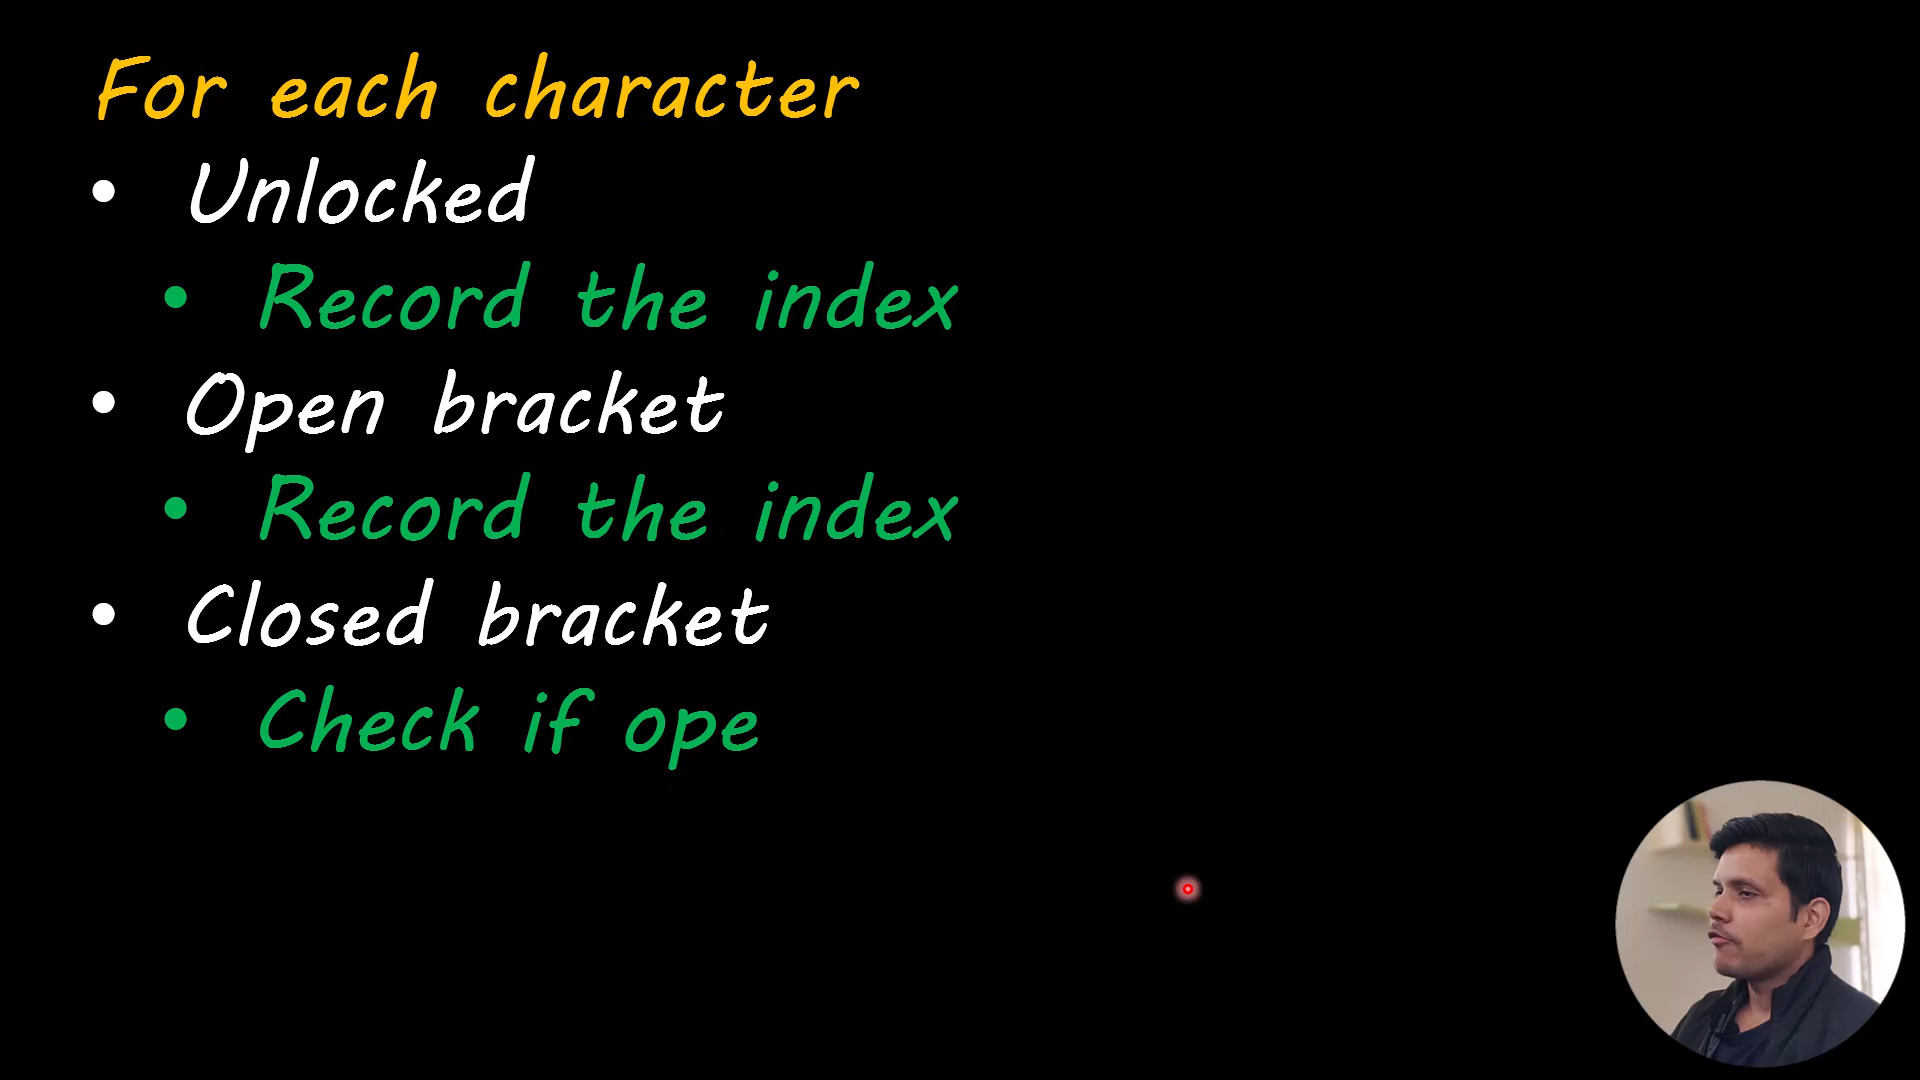 For each character
• Unlocked
• Record the index
• Open bracket
• Record the index
• Closed bracket
• Check if ope